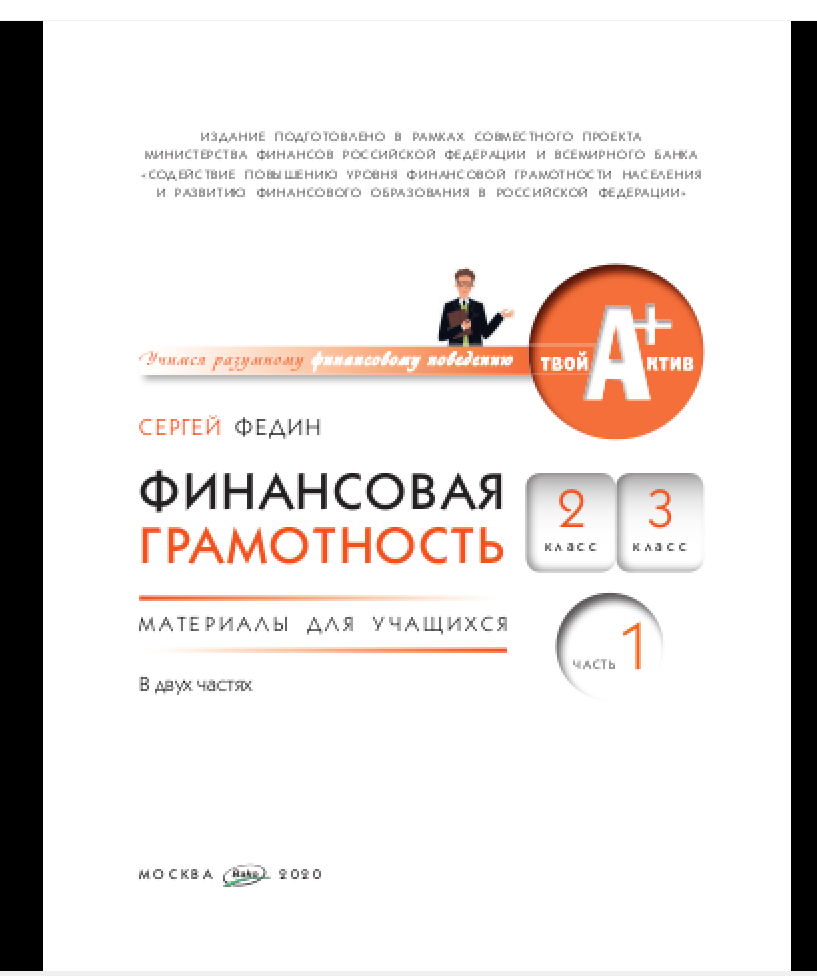 ИЗДАНИЕ ПОДГОТОВЛЕНО В РАМКАХ СОВМЕСТНОГО ПРОЕКТА
МИНИСТЕРСТВА ФИНАНСОВ РОССИЙСКОЙ ФЕДЕРАЦИИ И ВСЕМИРНОГО БАНКА
«СОДЕЙСТВИЕ ПОВЫШЕНИЮ УРОВНЯ ФИНАНСОВОЙ ГРАМОТНОСТИ НАСЕЛЕНИЯ
И РАЗВИТИЮ ФИНАНСОВОГО ОБРАЗОВАНИЯ В РОССИЙСКОЙ ФЕДЕРАЦИИ»
Учимся разумному финансовому поведению
ТВОЙ А+КТИВ
СЕРГЕЙ ФЕДИН
ФИНАНСОВАЯ
ГРАМОТНОСТЬ
2 класс
3 класс
МАТЕРИАЛЫ ДЛЯ УЧАЩИХСЯ
ЧАСТЬ 1
В двух частях
МОСКВА Вако 2020